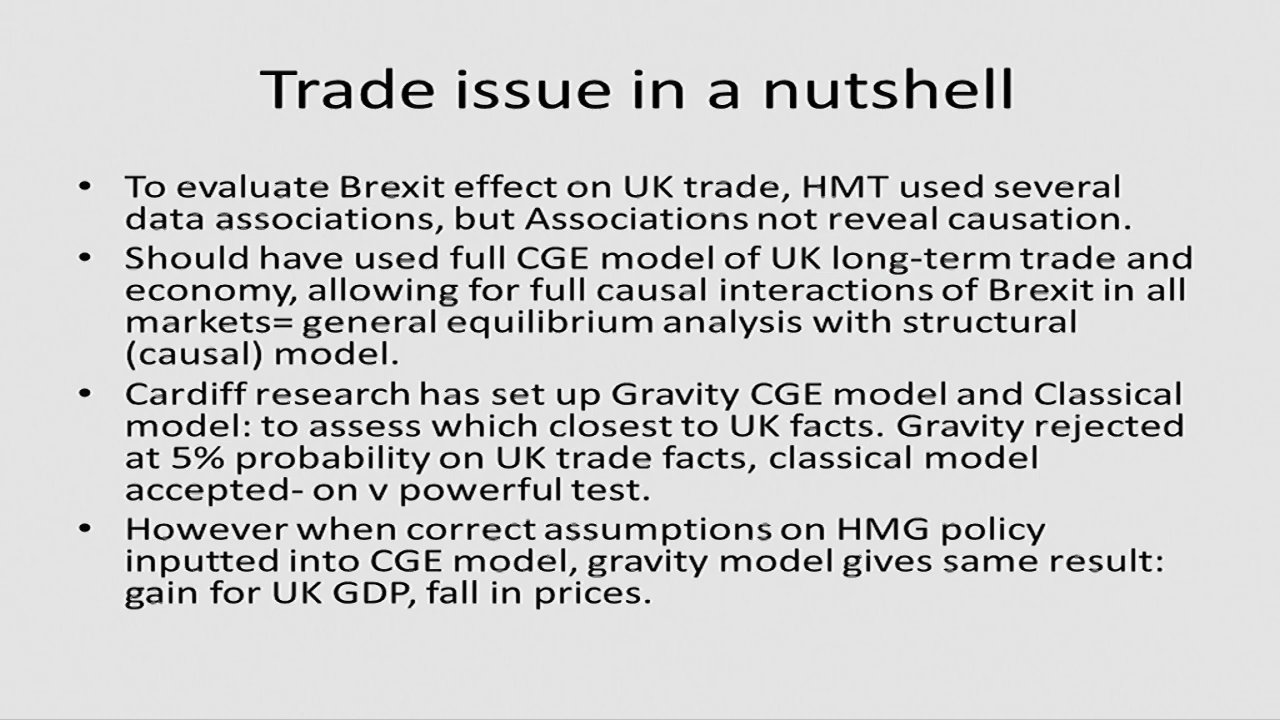 Trade issue in a nutshell
• To evaluate Brexit effect on UK trade, HMT used several
data associations, but Associations not reveal causation.
• Should have used full CGE model of UK long-term trade and
economy, allowing for full causal interactions of Brexit in all
markets= general equilibrium analysis with structural
(causal) model.
• Cardiff research has set up Gravity CGE model and Classical
model: to assess which closest to UK facts. Gravity rejected
at 5% probability on UK trade facts, classical model
accepted- on v powerful test.
• However when correct assumptions on HMG policy
inputted into CGE model, gravity model gives same result:
gain for UK GDP, fall in prices.